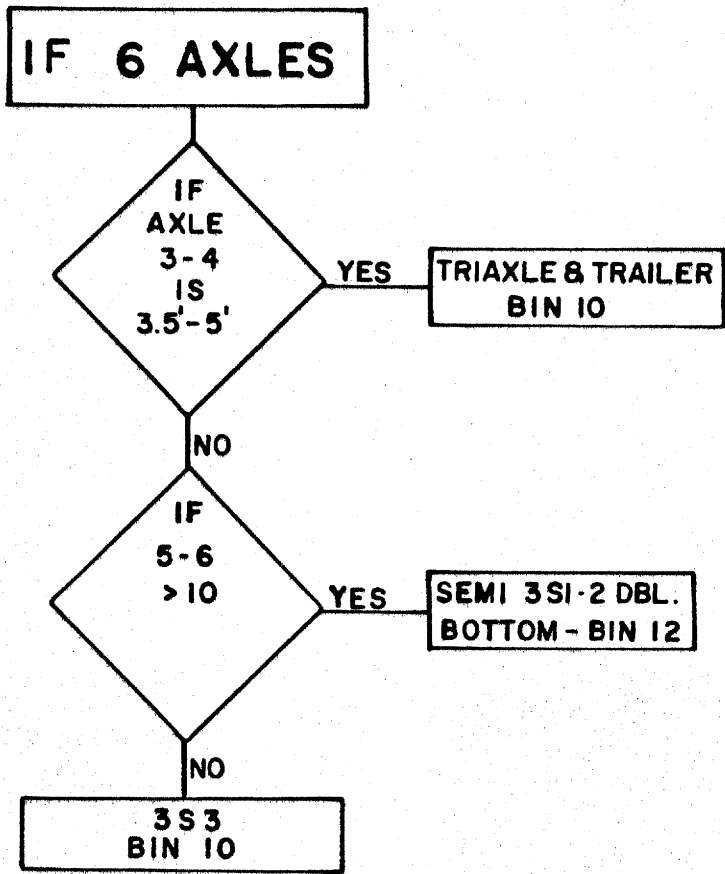 IF 6 AXLES
IF
AXLE
3-4
IS
3.5'-5'
YES
TRIAXLE & TRAILER
BIN 10
NO
IF
5-6
>10
YES
SEMI 3S1-2 DBL.
BOTTOM - BIN 12
NO
3S3
BIN 10